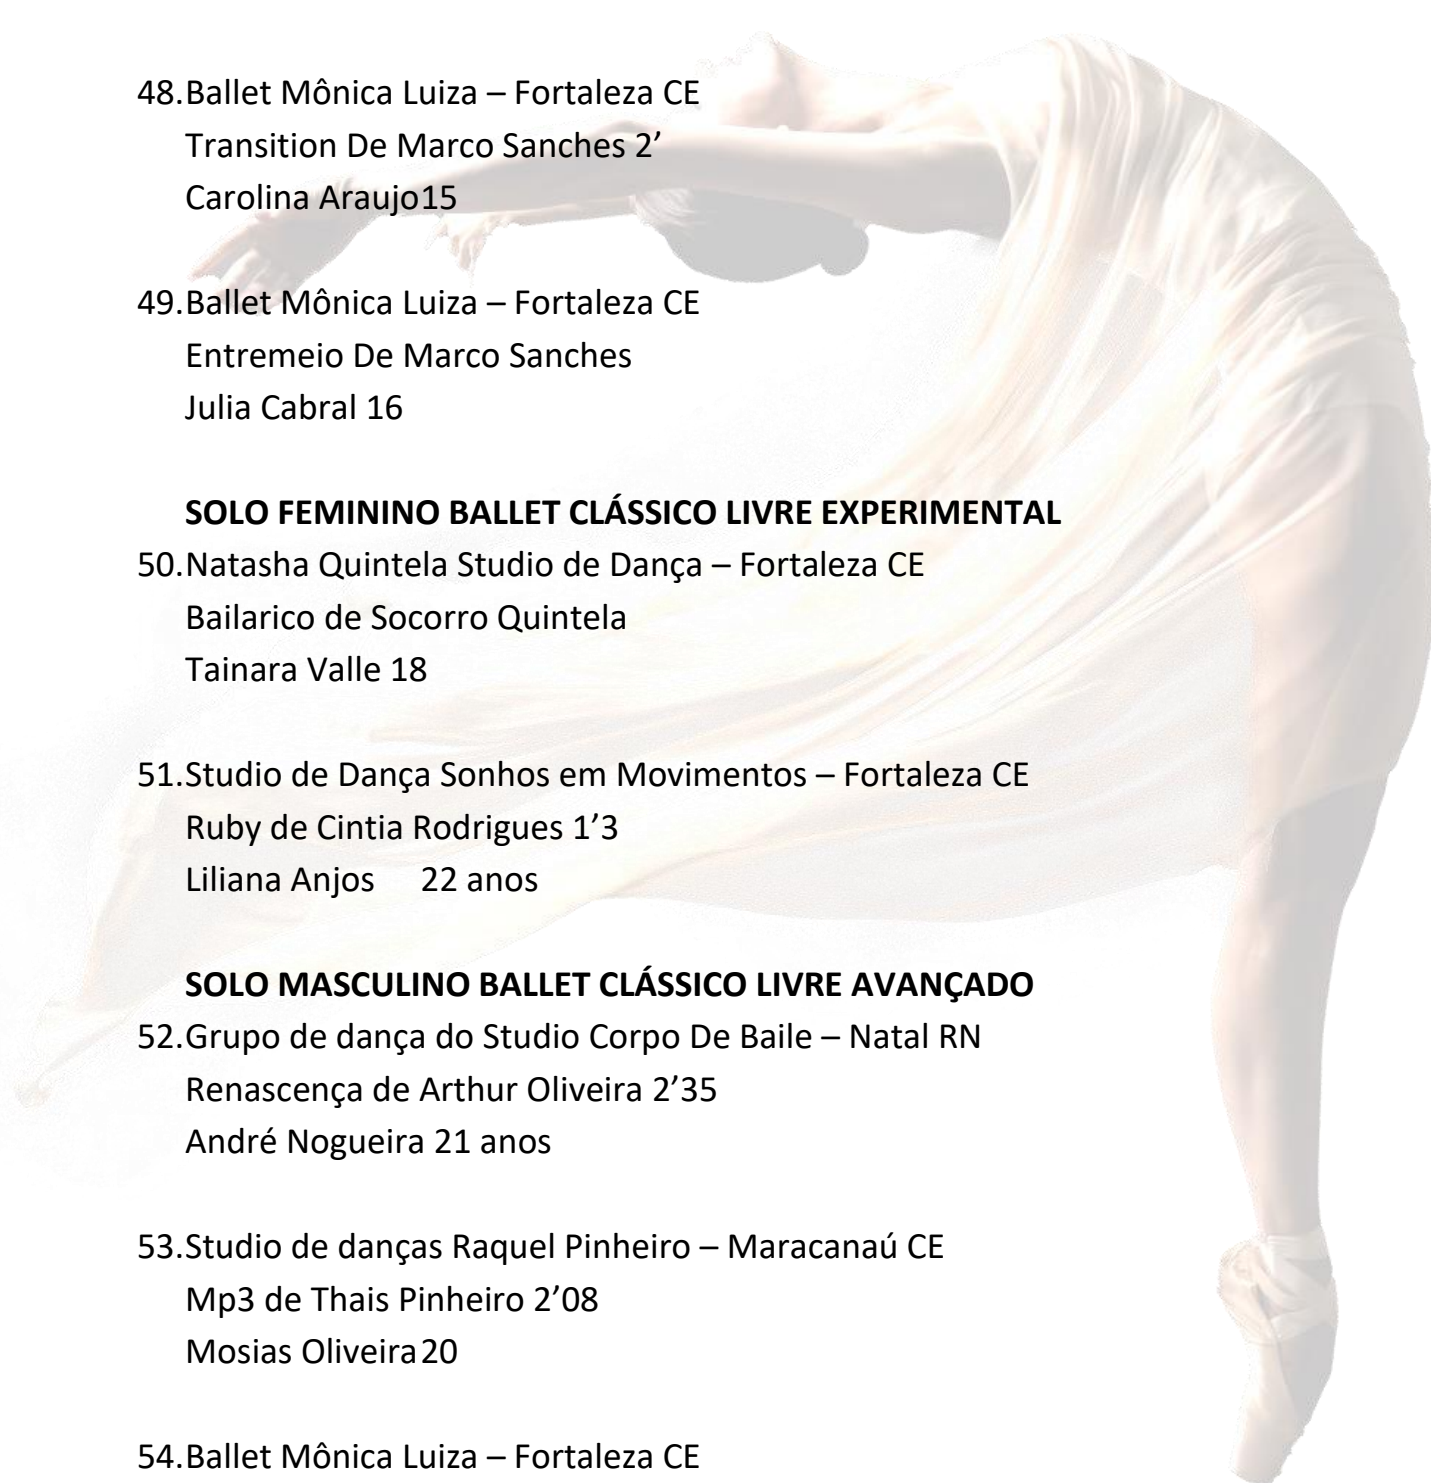 48.Ballet Mônica Luiza – Fortaleza CE
Transition De Marco Sanches 2’
Carolina Araujo15
49.Ballet Mônica Luiza – Fortaleza CE
Entremeio De Marco Sanches
Julia Cabral 16
SOLO FEMININO BALLET CLÁSSICO LIVRE EXPERIMENTAL
50.Natasha Quintela Studio de Dança – Fortaleza CE
Bailarico de Socorro Quintela
Tainara Valle 18
51.Studio de Dança Sonhos em Movimentos – Fortaleza CE
Ruby de Cintia Rodrigues 1’3
Liliana Anjos 22 anos
SOLO MASCULINO BALLET CLÁSSICO LIVRE AVANÇADO
52.Grupo de dança do Studio Corpo De Baile – Natal RN
Renascença de Arthur Oliveira 2’35
André Nogueira 21 anos
53.Studio de danças Raquel Pinheiro – Maracanaú CE
Mp3 de Thais Pinheiro 2’08
Mosias Oliveira20
54.Ballet Mônica Luiza – Fortaleza CE